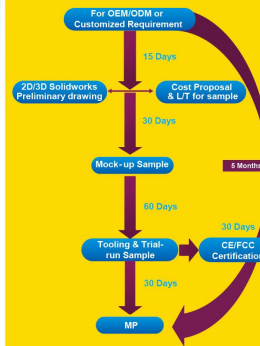 For OEM/ODM or
Customized Requirement
15 Days
2D/3D Solidworks
Preliminary drawing
Cost Proposal
& L/T for sample
30 Days
Mock-up Sample
5 Months
60 Days
30 Days
Tooling & Trial-
run Sample
CE/FCC
Certification
30 Days
MP